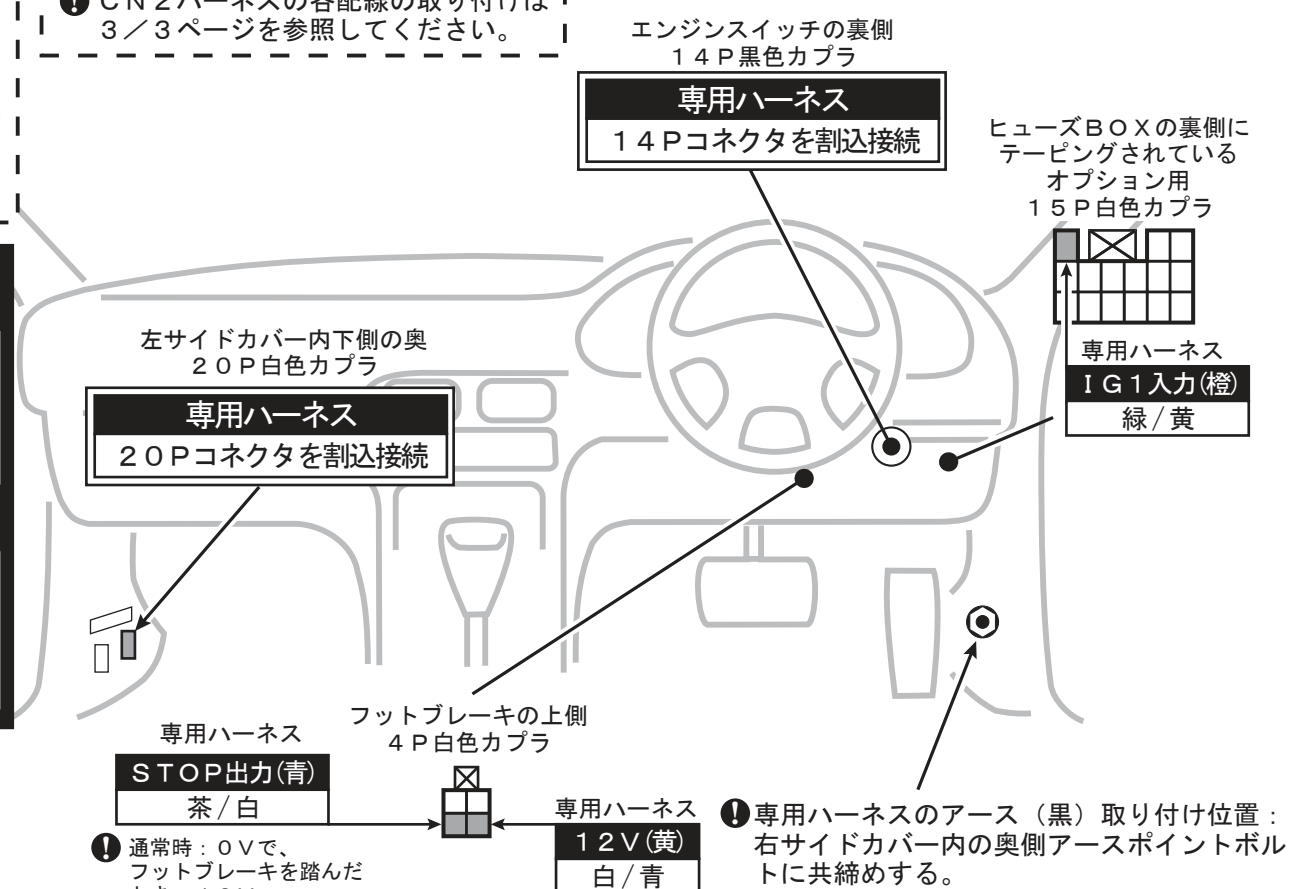 ❗ＣＮ２ハーネスの各配線の取り付けは
３／３ページを参照してください。
エンジンスイッチの裏側
１４Ｐ黒色カプラ
専用ハーネス
１４Ｐコネクタを割込接続
ヒューズＢＯＸの裏側に
テーピングされている
オプション用
１５Ｐ白色カプラ
専用ハーネス
ＩＧ１入力(橙)
緑/黄
左サイドカバー内下側の奥
２０Ｐ白色カプラ
専用ハーネス
２０Ｐコネクタを割込接続
フットブレーキの上側
４Ｐ白色カプラ
専用ハーネス
ＳＴＯＰ出力(青)
茶/白
❗通常時：０Ｖで、
フットブレーキを踏んだ
専用ハーネス
１２Ｖ(黄)
白/青
❗専用ハーネスのアース（黒）取り付け位置：
右サイドカバー内の奥側アースポイントボル
トに共締めする。